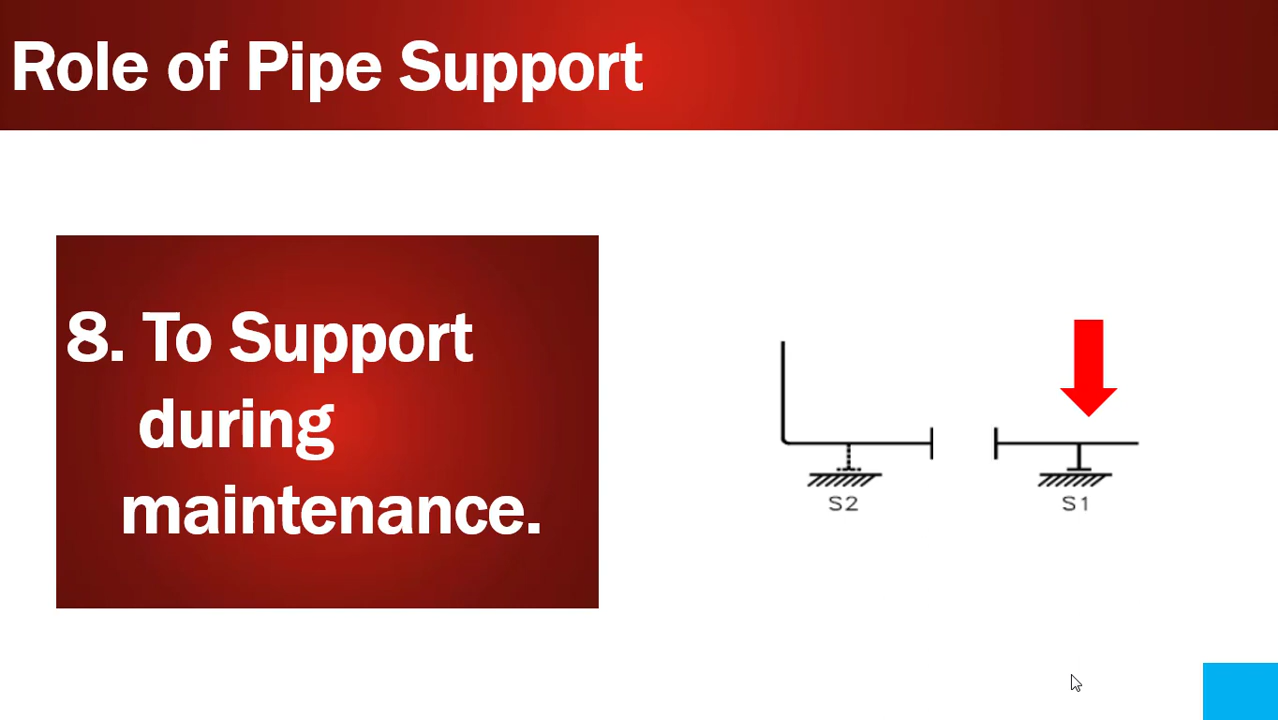 Role of Pipe Support
8. To Support
during
maintenance.
S2
S1